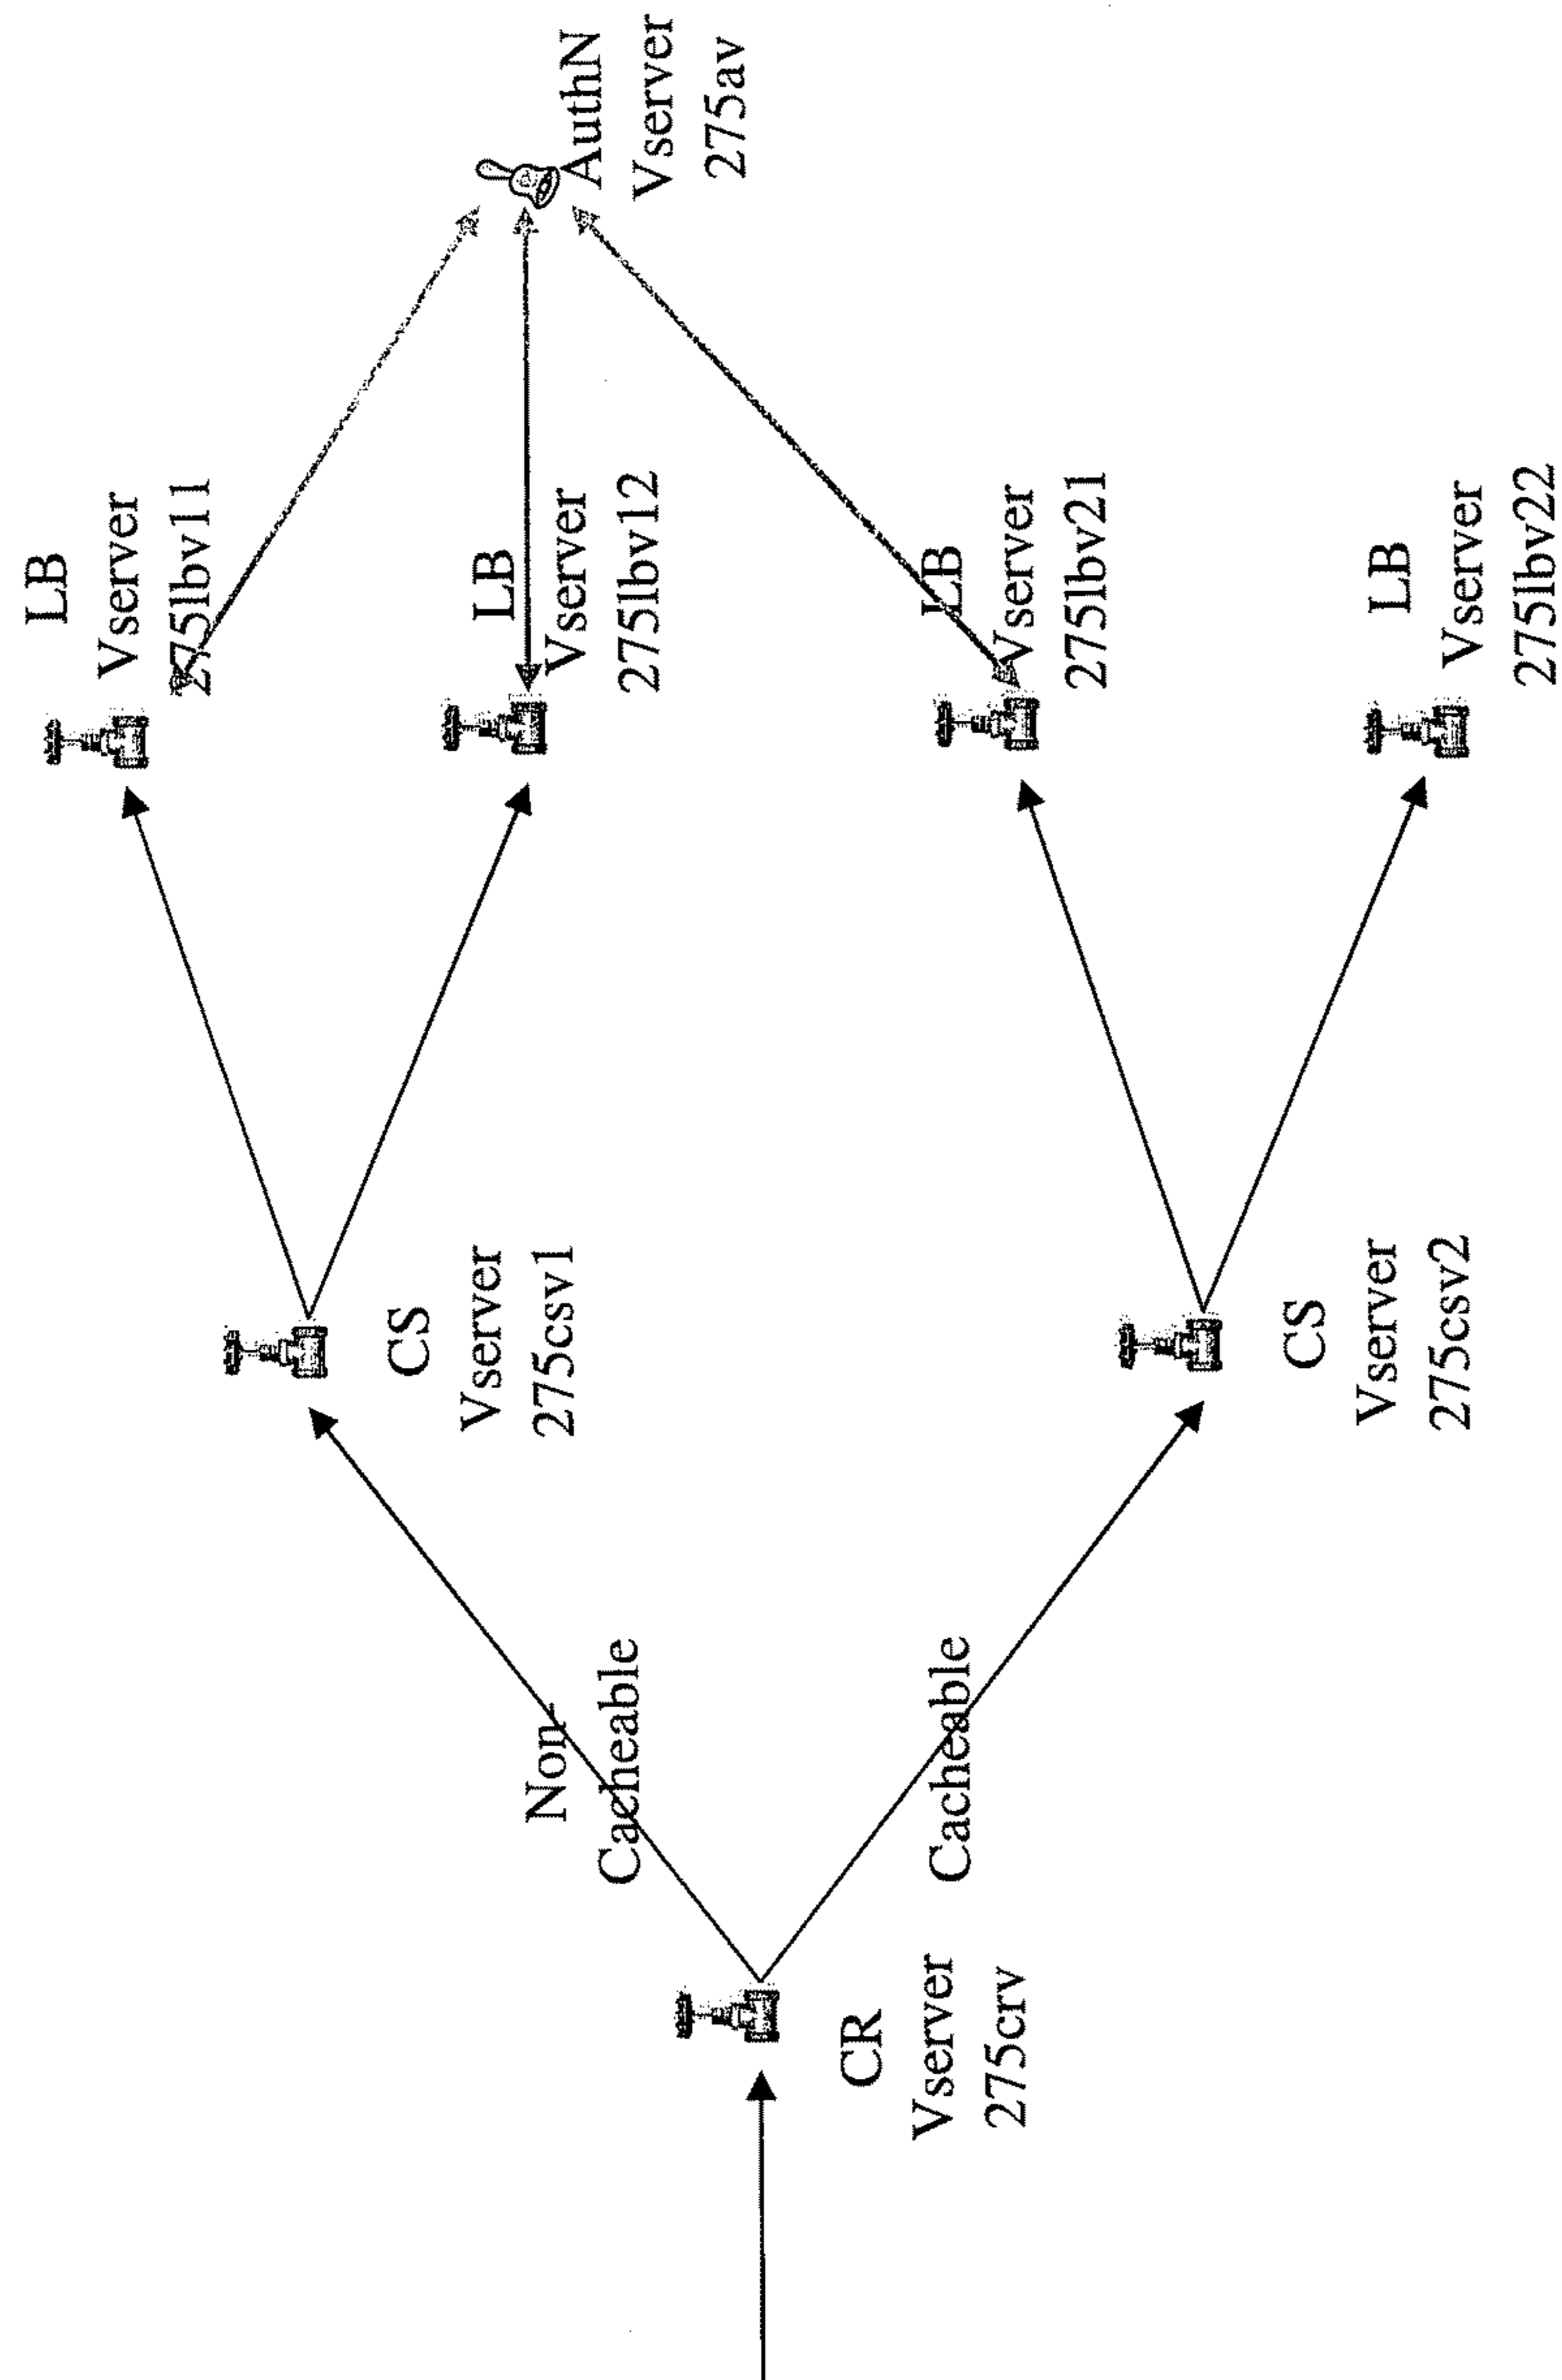 CR
Vserver
275crv
Non-
Cacheable
Cacheable
CS
Vserver
275csv1
CS
Vserver
275csv2
LB
Vserver
275lbv11
LB
Vserver
275lbv12
LB
Vserver
275lbv21
LB
Vserver
275lbv22
AuthN
Vserver
275av